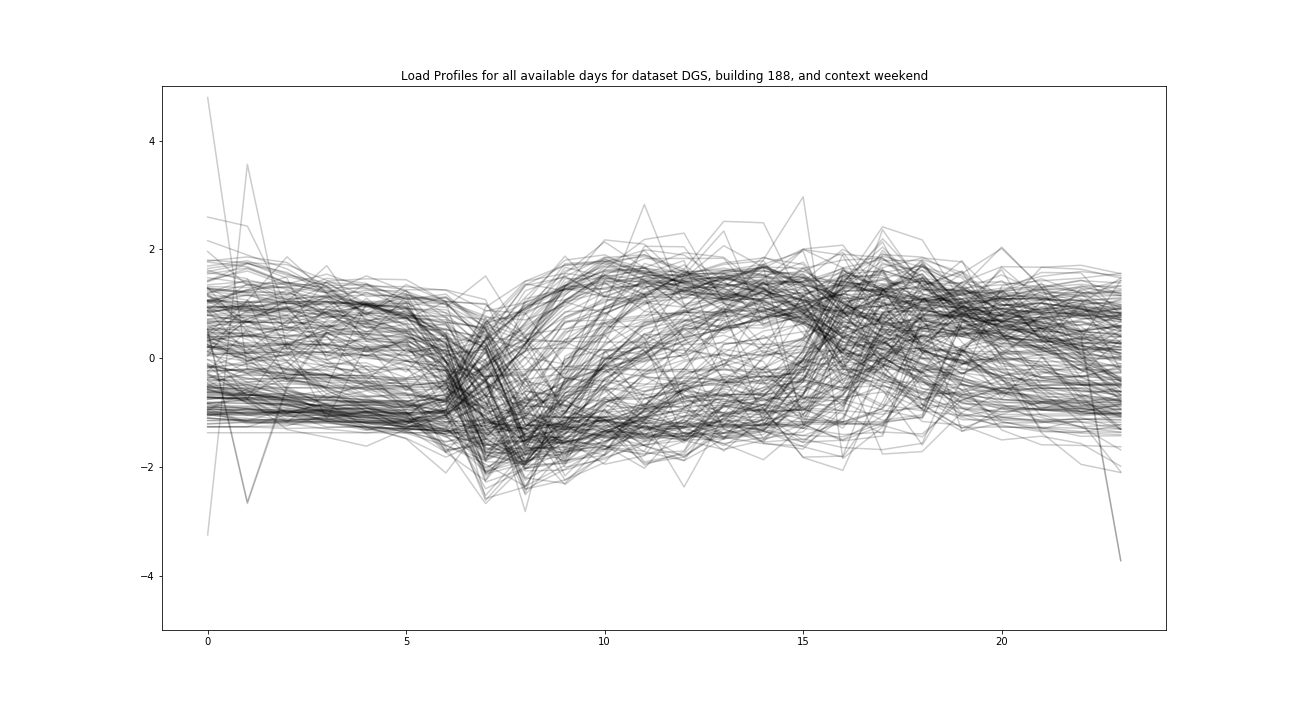 Load Profiles for all available days for dataset DGS, building 188, and context weekend
4
2
0
−2
−4
0 5 10 15 20